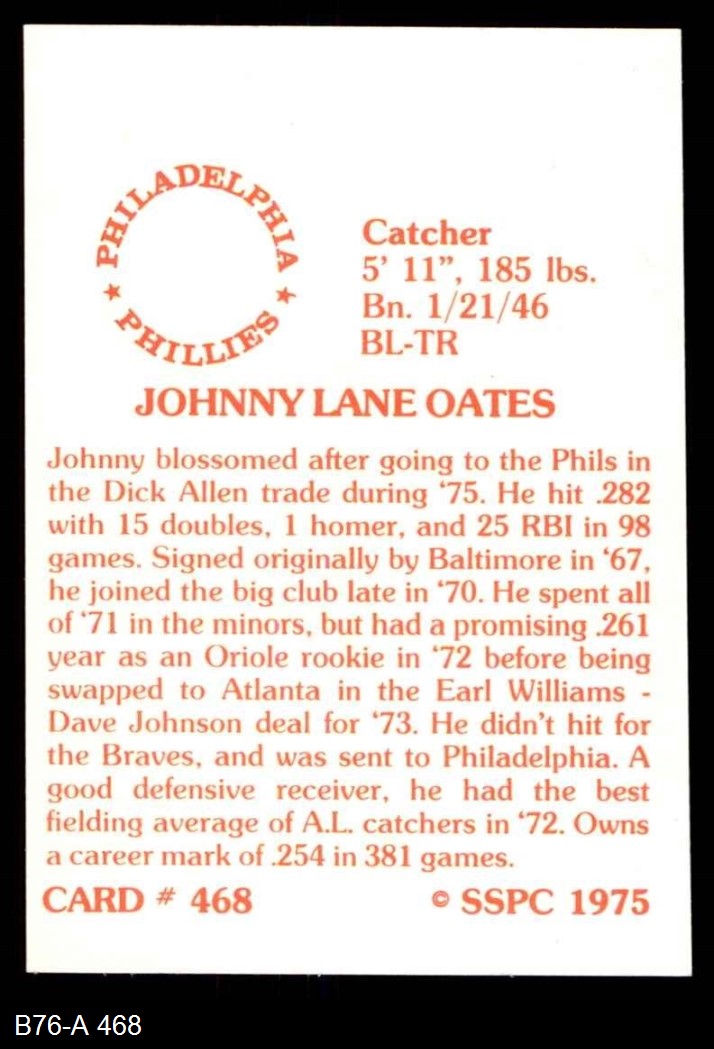 PHILADELPHIA
★ PHILLIES ★
Catcher
5’ 11”, 185 lbs.
Bn. 1/21/46
BL-TR
JOHNNY LANE OATES
Johnny blossomed after going to the Phils in
the Dick Allen trade during ‘75. He hit .282
with 15 doubles, 1 homer, and 25 RBI in 98
games. Signed originally by Baltimore in ‘67,
he joined the big club late in ‘70. He spent all
of ‘71 in the minors, but had a promising .261
year as an Oriole rookie in ‘72 before being
swapped to Atlanta in the Earl Williams -
Dave Johnson deal for ‘73. He didn’t hit for
the Braves, and was sent to Philadelphia. A
good defensive receiver, he had the best
fielding average of A.L. catchers in ‘72. Owns
a career mark of .254 in 381 games.
CARD # 468 © SSPC 1975
B76-A 468